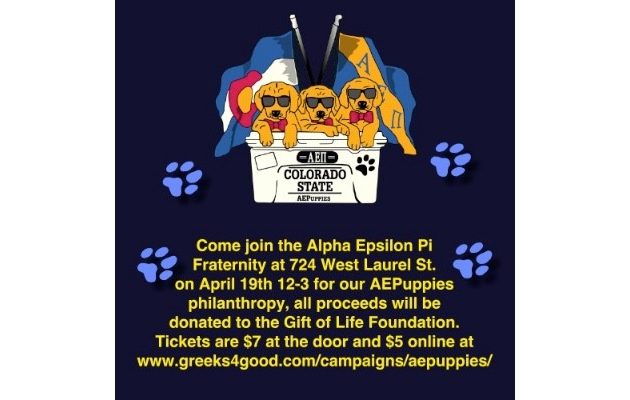 ΑΕΠ
ΑΕΠ
COLORADO
STATE
AEPUPPIES
Come join the Alpha Epsilon Pi
Fraternity at 724 West Laurel St.
on April 19th 12-3 for our AEPuppies
philanthropy, all proceeds will be
donated to the Gift of Life Foundation.
Tickets are $7 at the door and $5 online at
www.greeks4good.com/campaigns/aepuppies/